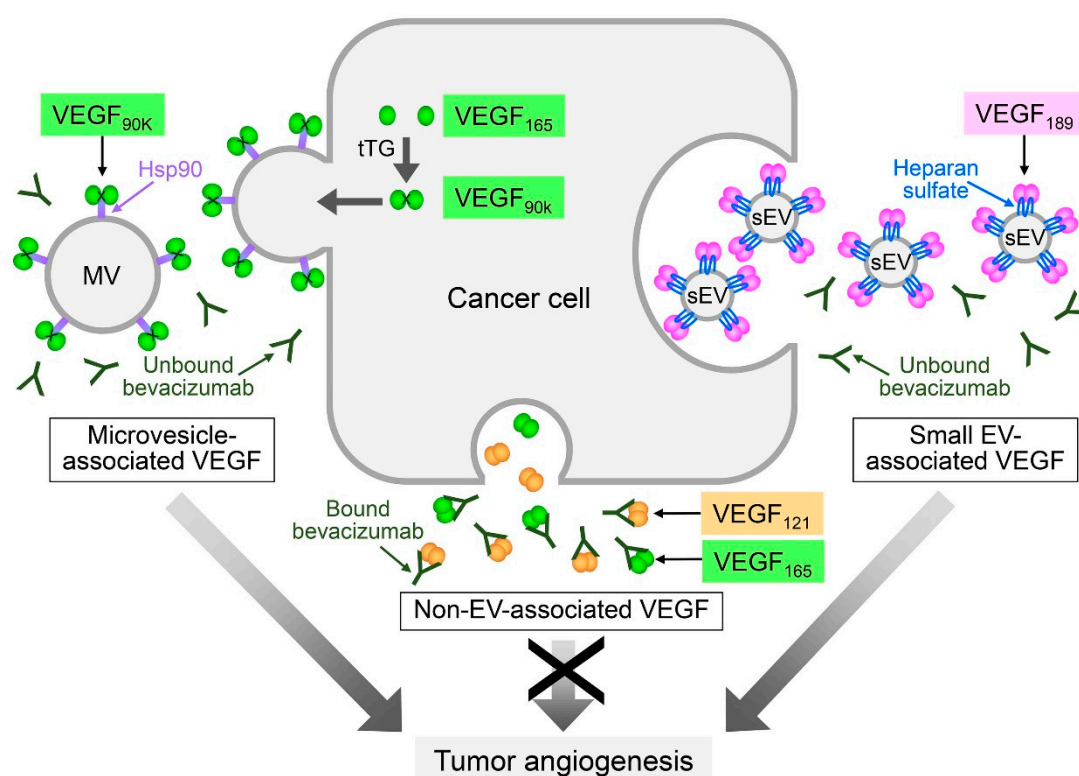 VEGF90K
Hsp90
MV
Unbound
bevacizumab
Microvesicle-
associated VEGF
VEGF165
tTG
VEGF90k
Cancer cell
sEV
sEV
sEV
sEV
VEGF189
Heparan
sulfate
Unbound
bevacizumab
Small EV-
associated VEGF
Bound
bevacizumab
VEGF121
VEGF165
Non-EV-associated VEGF
Tumor angiogenesis